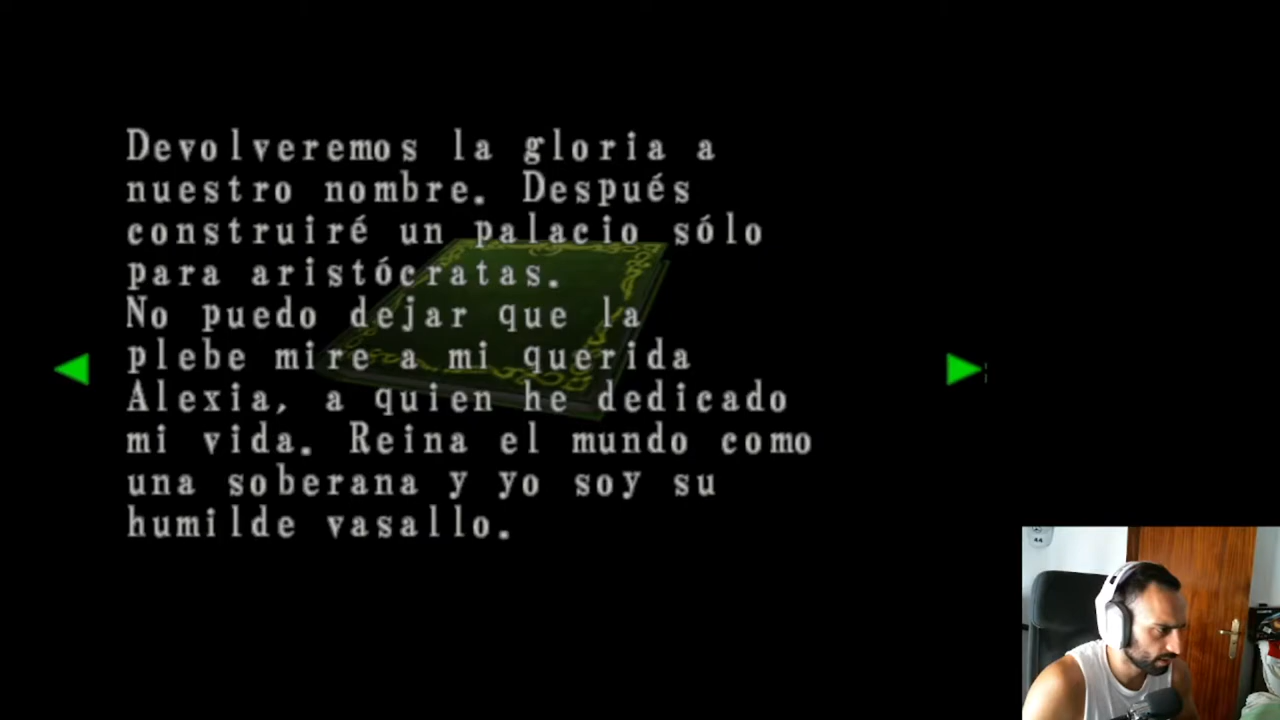 Devolveremos la gloria a
nuestro nombre. Después
construiré un palacio sólo
para aristócratas.
No puedo dejar que la
plebe mire a mi querida
Alexia, a quien he dedicado
mi vida. Reina el mundo como
una soberana y yo soy su
humilde vasallo.
44